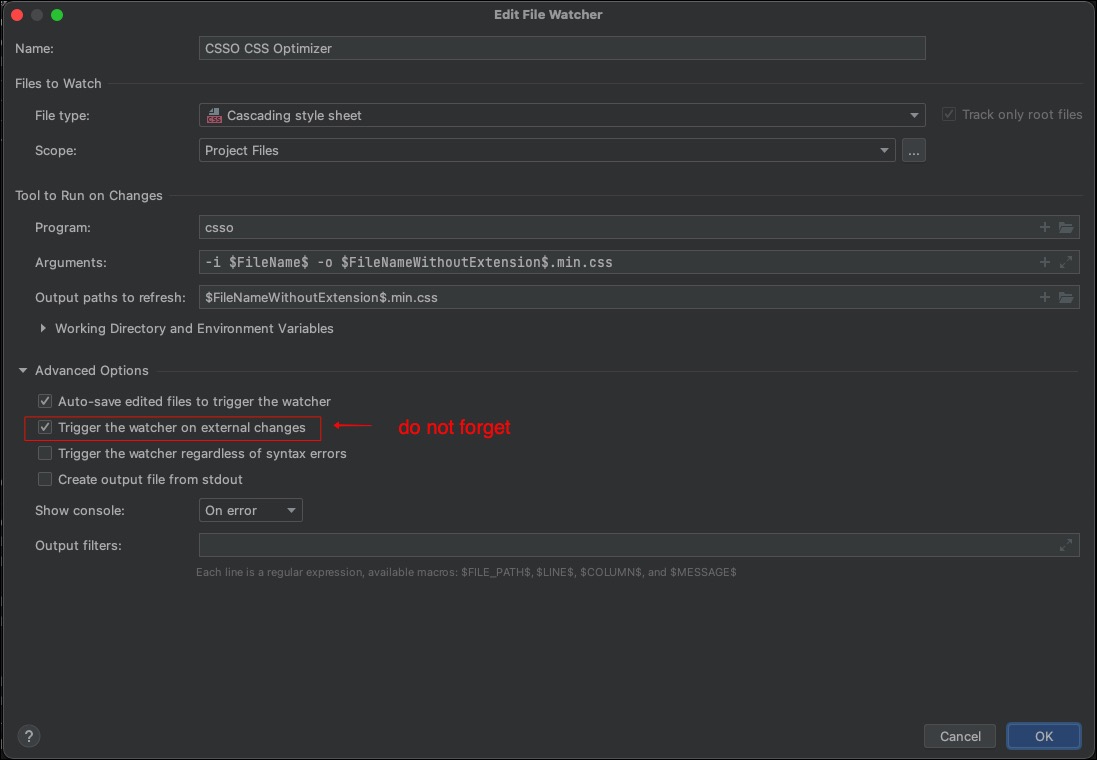 Edit File Watcher
Name: CSSO CSS Optimizer
Files to Watch
File type: CSS Cascading style sheet Track only root files
Scope: Project Files ...
Tool to Run on Changes
Program: csso
Arguments: -i $FileName$ -o $FileNameWithoutExtension$.min.css
Output paths to refresh: $FileNameWithoutExtension$.min.css
Working Directory and Environment Variables
Advanced Options
Auto-save edited files to trigger the watcher
Trigger the watcher on external changes do not forget
Trigger the watcher regardless of syntax errors
Create output file from stdout
Show console: On error
Output filters:
Each line is a regular expression, available macros: $FILE_PATH$, $LINE$, $COLUMN$, and $MESSAGE$
? Cancel OK